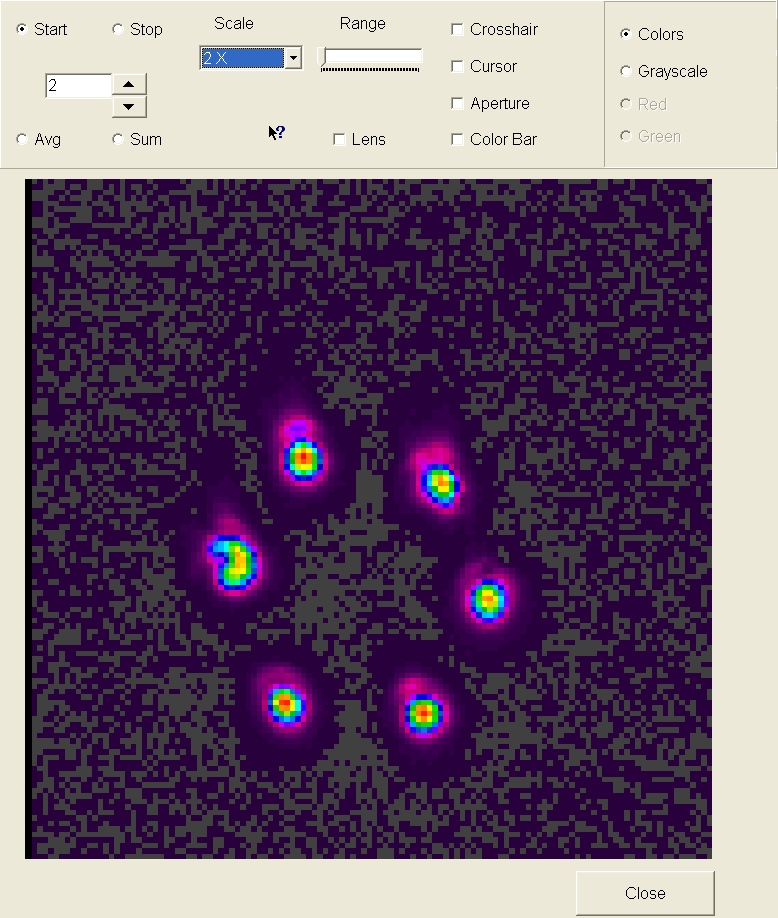 Scale
Range
Start
Stop
Crosshair
Colors
2 X
Cursor
Grayscale
2
Aperture
Red
Avg
Sum
?
Lens
Color Bar
Green
Close